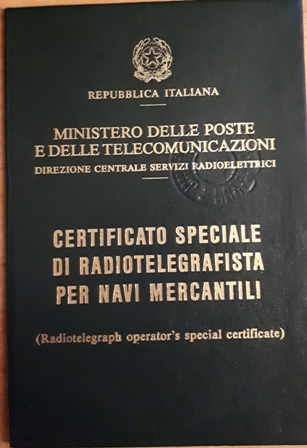 REPUBBLICA ITALIANA
MINISTERO DELLE POSTE
E DELLE TELECOMUNICAZIONI
DIREZIONE CENTRALE SERVIZI RADIOELETTRICI
CERTIFICATO SPECIALE
DI RADIOTELEGRAFISTA
PER NAVI MERCANTILI
(Radiotelegraph operator's special certificate)